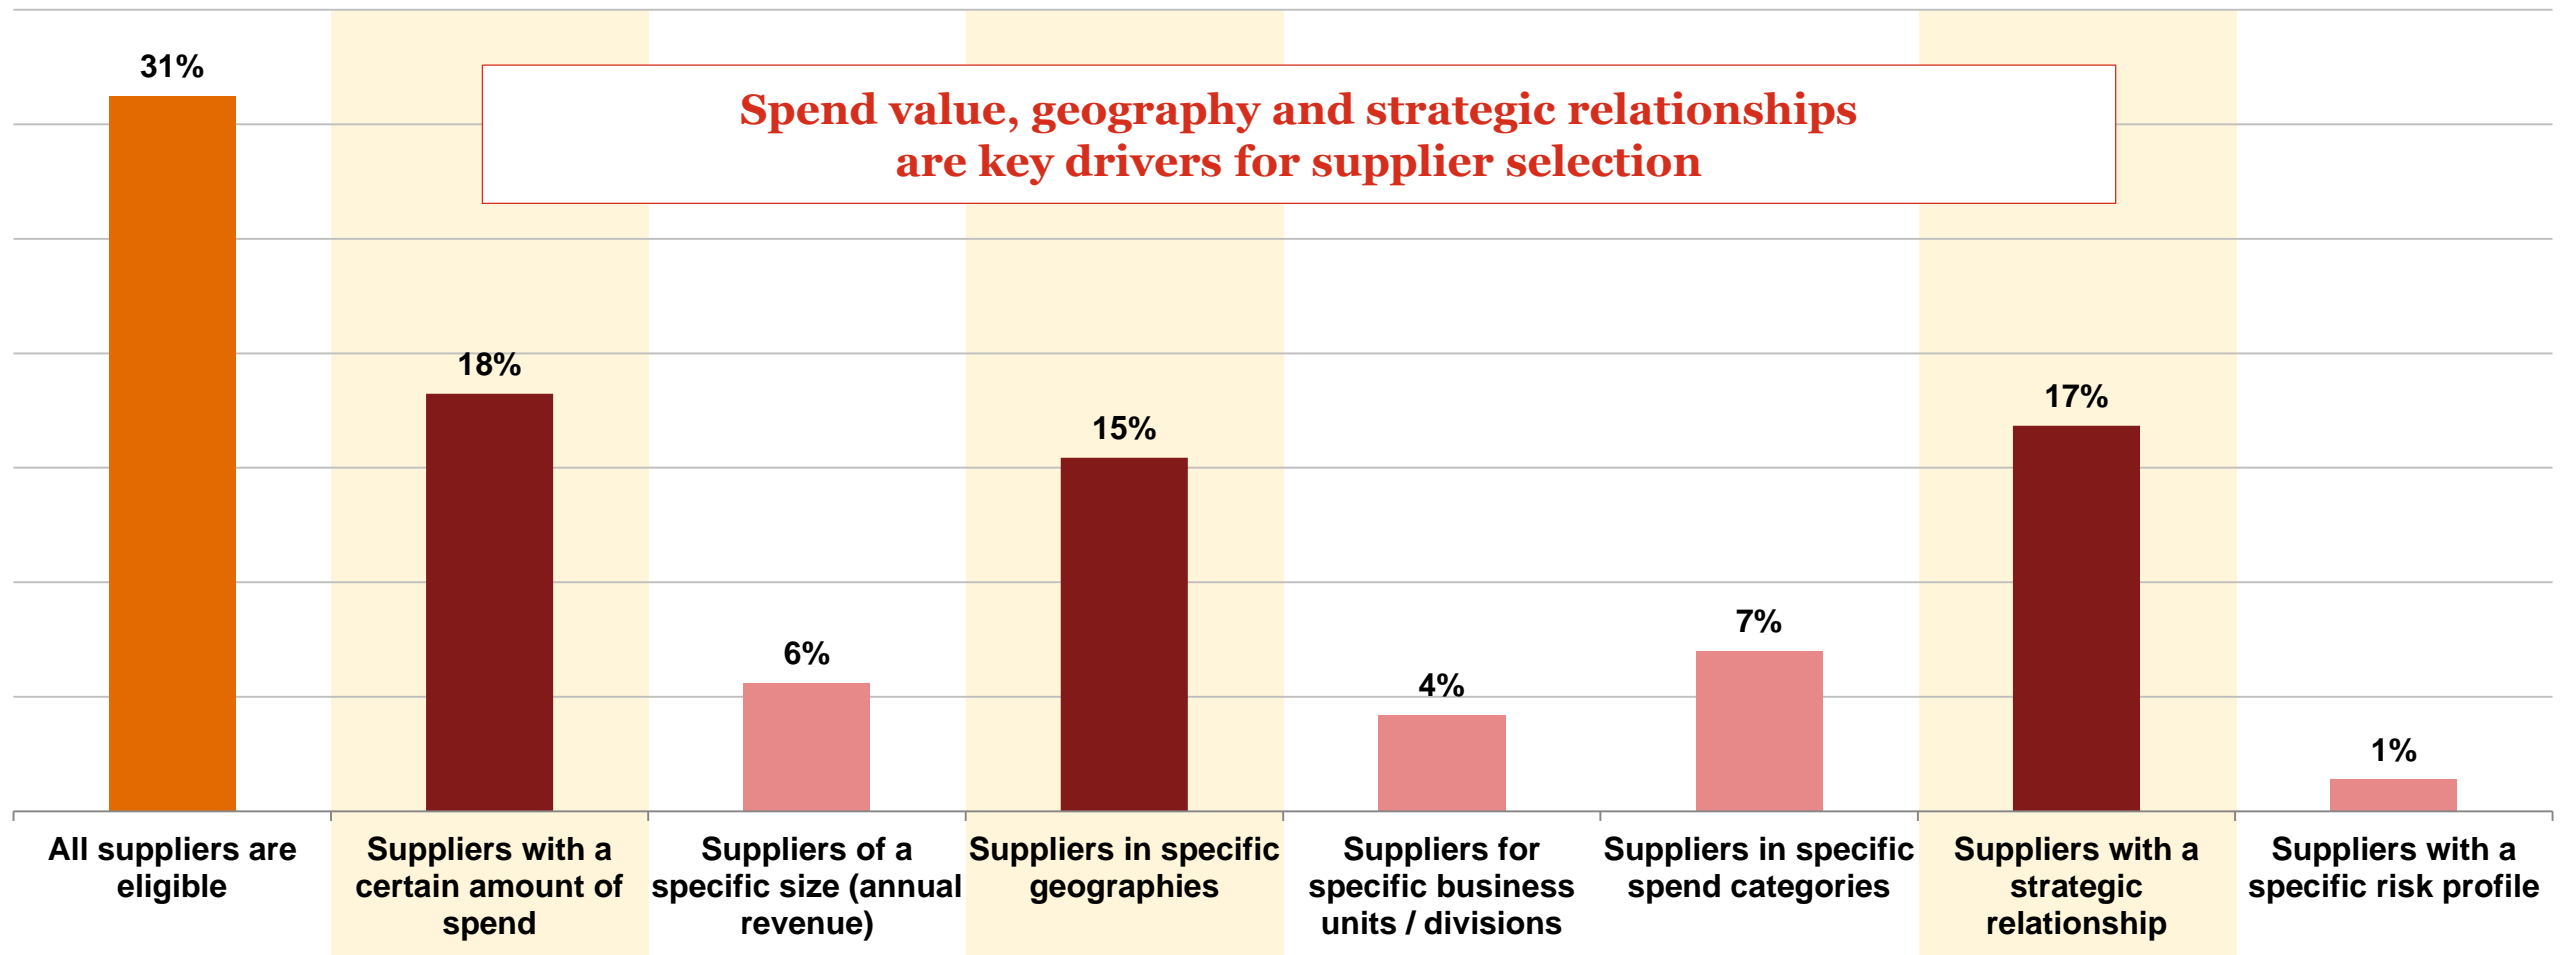 31%
Spend value, geography and strategic relationships
are key drivers for supplier selection
18%
6%
15%
4%
7%
17%
1%
All suppliers are
eligible
Suppliers with a
certain amount of
spend
Suppliers of a
specific size (annual
revenue)
Suppliers in specific
geographies
Suppliers for
specific business
units / divisions
Suppliers in specific
spend categories
Suppliers with a
strategic
relationship
Suppliers with a
specific risk profile